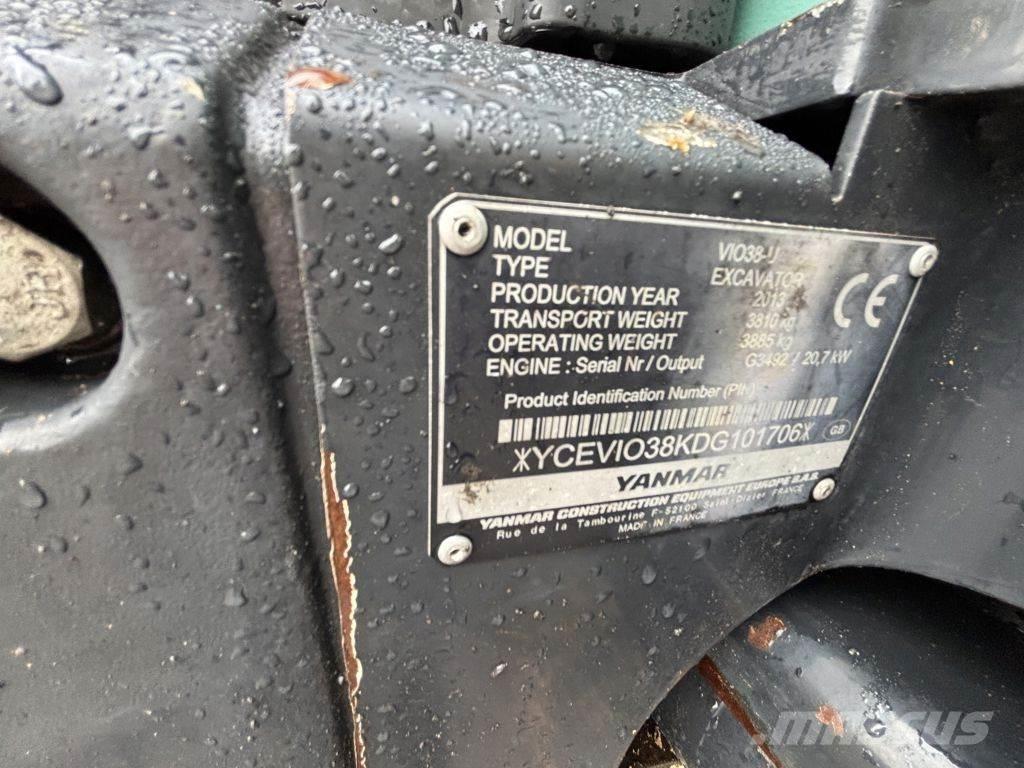 MODEL VIO38-U
TYPE EXCAVATOR
PRODUCTION YEAR 2013
TRANSPORT WEIGHT 3810 kg
OPERATING WEIGHT 3885 kg
ENGINE : Serial Nr / Output G3492 / 20,7 kW
CE
Product Identification Number (PIN)
*YCEVIO38KDG101706* GB
YANMAR
YANMAR CONSTRUCTION EQUIPMENT EUROPE S.A.S
Rue de la Tambourine F-52100 Saint-Dizier FRANCE
MADE IN FRANCE
MASCUS